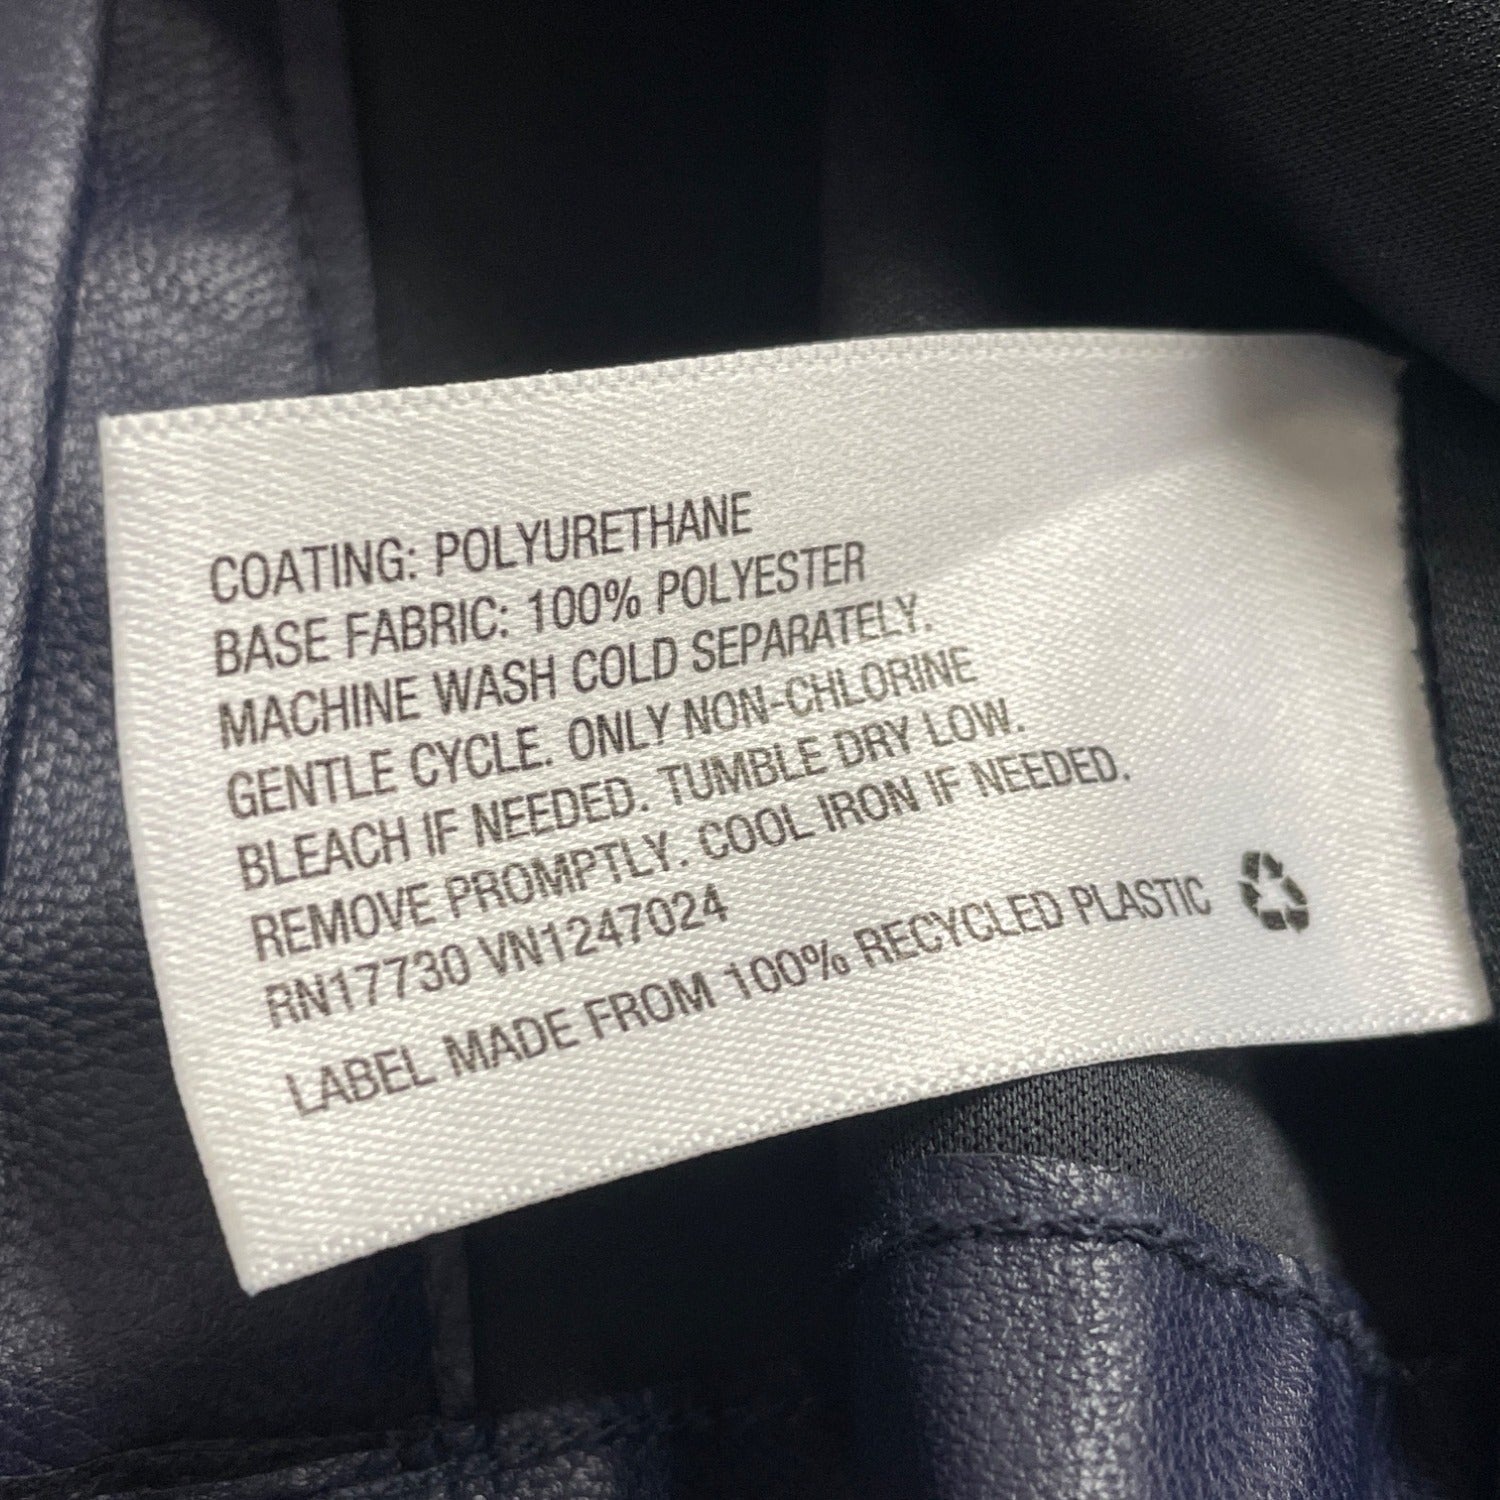 COATING: POLYURETHANE
BASE FABRIC: 100% POLYESTER
MACHINE WASH COLD SEPARATELY.
GENTLE CYCLE. ONLY NON-CHLORINE
BLEACH IF NEEDED. TUMBLE DRY LOW.
REMOVE PROMPTLY. COOL IRON IF NEEDED.
RN17730 VN1247024
LABEL MADE FROM 100% RECYCLED PLASTIC